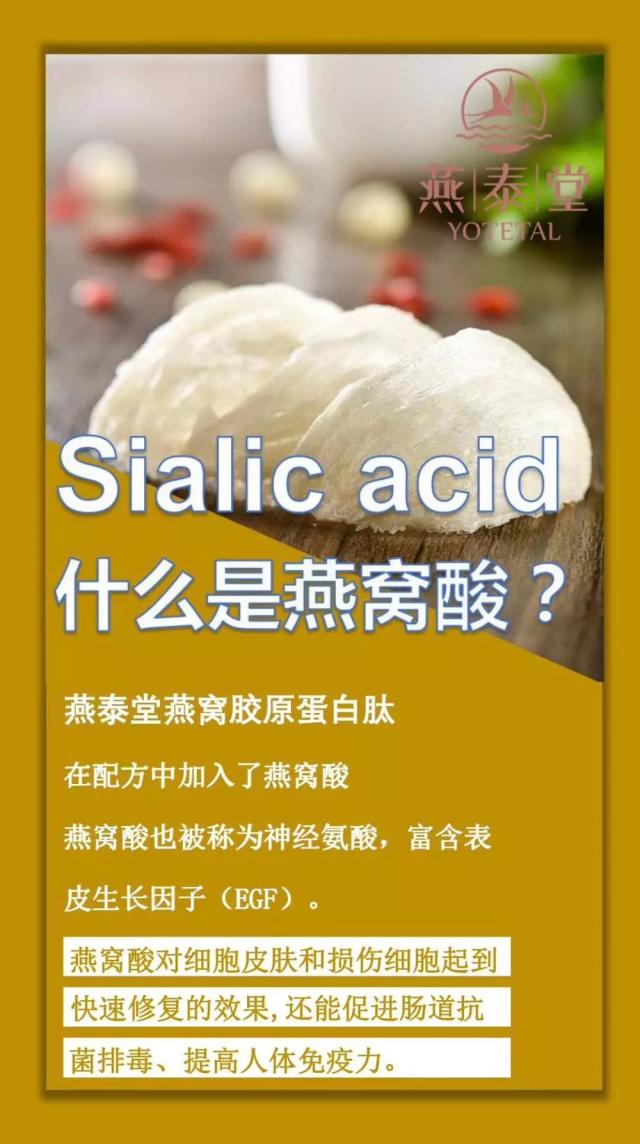 燕泰堂
YOTETAL
Sialic acid
什么是燕窝酸？
燕泰堂燕窝胶原蛋白肽
在配方中加入了燕窝酸
燕窝酸也被称为神经氨酸，富含表
皮生长因子（EGF）。
燕窝酸对细胞皮肤和损伤细胞起到
快速修复的效果,还能促进肠道抗
菌排毒、提高人体免疫力。